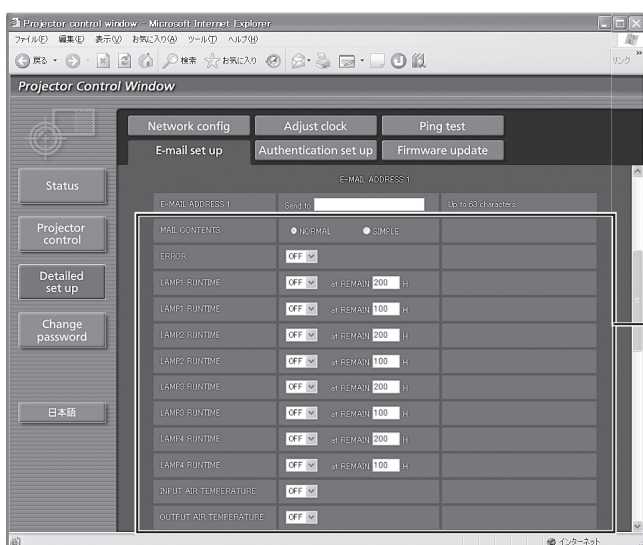 Projector control window - Microsoft Internet Explorer
ファイル(F) 編集(E) 表示(V) お気に入り(A) ツール(T) ヘルプ(H)
戻る 検索 お気に入り リンク »
Projector Control Window
Network config Adjust clock Ping test
E-mail set up Authentication set up Firmware update
Status
Projector control
Detailed set up
Change password
日本語
E-MAIL ADDRESS 1
E-MAIL ADDRESS 1 Send to Up to 63 characters
MAIL CONTENTS NORMAL SIMPLE
ERROR OFF
LAMP1 RUNTIME OFF at REMAIN 200 H
LAMP1 RUNTIME OFF at REMAIN 100 H
LAMP2 RUNTIME OFF at REMAIN 200 H
LAMP2 RUNTIME OFF at REMAIN 100 H
LAMP3 RUNTIME OFF at REMAIN 200 H
LAMP3 RUNTIME OFF at REMAIN 100 H
LAMP4 RUNTIME OFF at REMAIN 200 H
LAMP4 RUNTIME OFF at REMAIN 100 H
INPUT AIR TEMPERATURE OFF
OUTPUT AIR TEMPERATURE OFF
インターネット